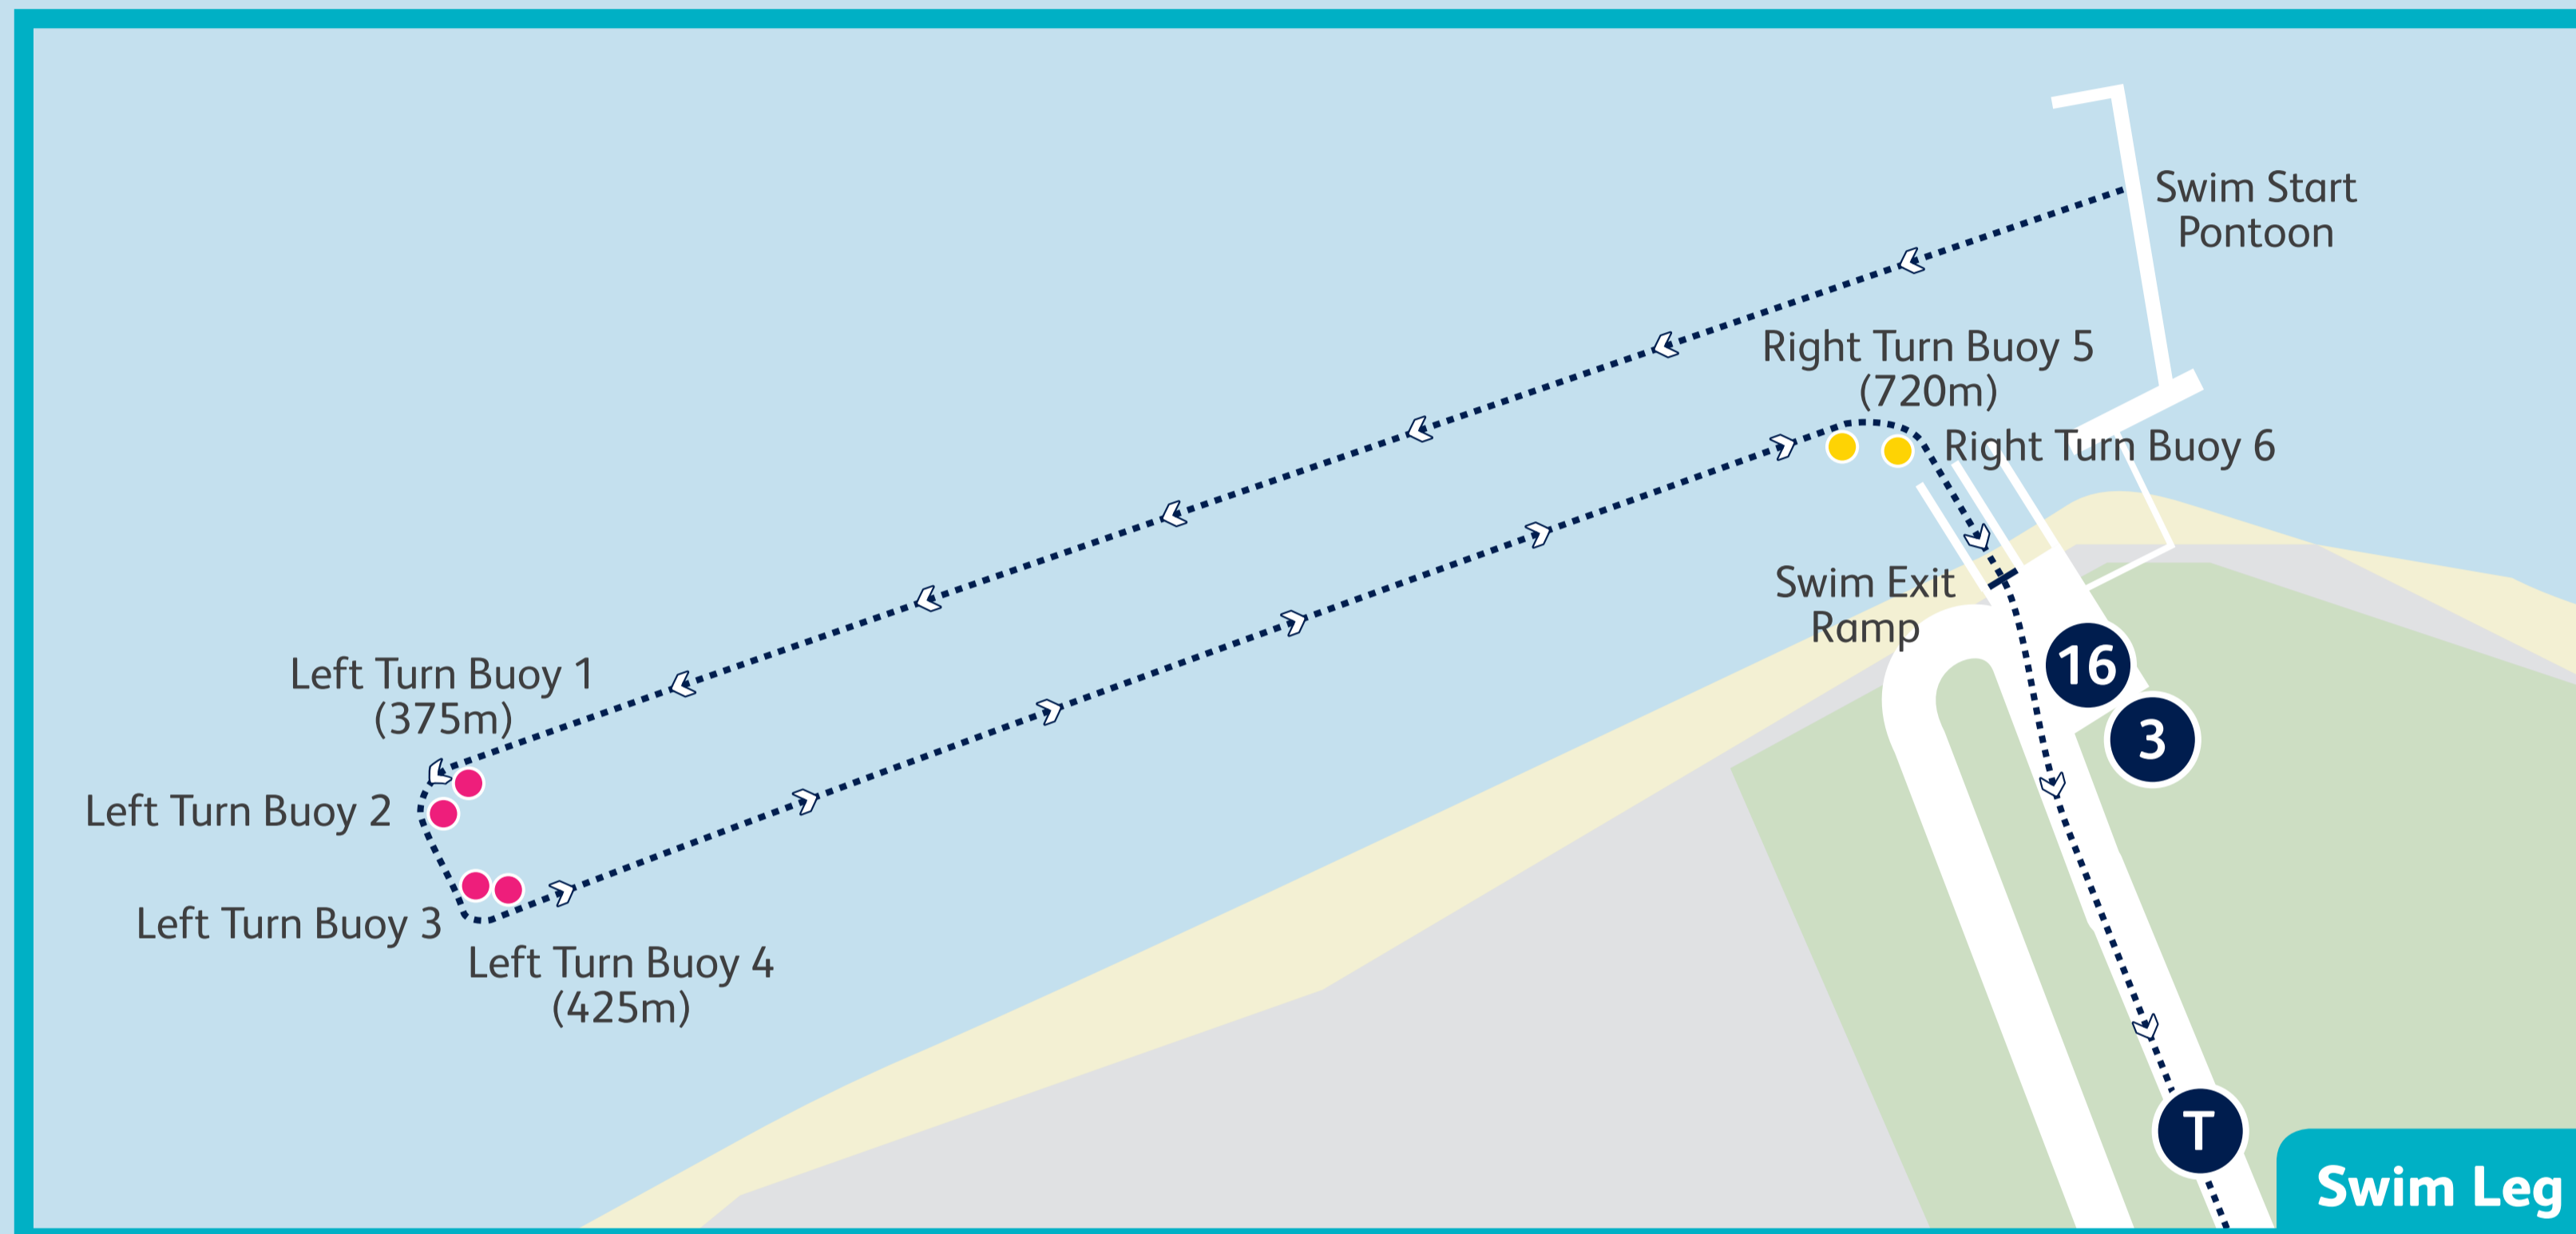 Swim Start
Pontoon
Right Turn Buoy 5
(720m)
Right Turn Buoy 6
Swim Exit
Ramp
16
3
Left Turn Buoy 1
(375m)
Left Turn Buoy 2
Left Turn Buoy 3
Left Turn Buoy 4
(425m)
T
Swim Leg